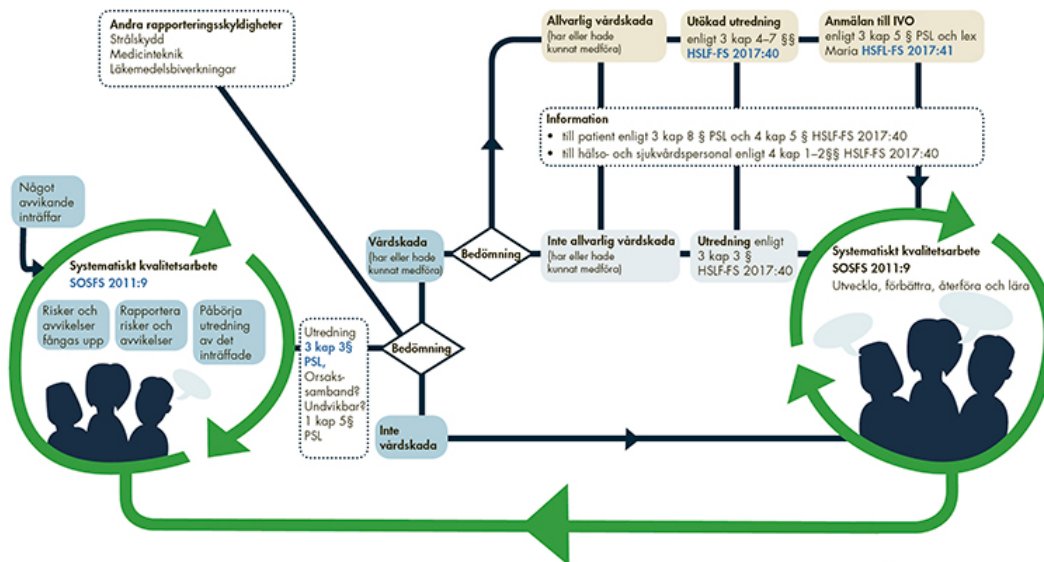 Andra rapporteringsskyldigheter
Strålskydd
Medicinteknik
Läkemedelsbiverkningar
Allvarlig vårdskada
(har eller hade
kunnat medföra)
Utökad utredning
enligt 3 kap 4–7 §§
HSLF-FS 2017:40
Anmälan till IVO
enligt 3 kap 5 § PSL och lex
Maria HSFL-FS 2017:41
Information
• till patient enligt 3 kap 8 § PSL och 4 kap 5 § HSLF-FS 2017:40
• till hälso- och sjukvårdspersonal enligt 4 kap 1–2§§ HSLF-FS 2017:40
Något
avvikande
inträffar
Systematiskt kvalitetsarbete
SOSFS 2011:9
Risker och
avvikelser
fångas upp
Rapportera
risker och
avvikelser
Påbörja
utredning
av det
inträffade
Utredning
3 kap 3§
PSL,
Orsaks-
samband?
Undvikbar?
1 kap 5§
PSL
Bedömning
Vårdskada
(har eller hade
kunnat medföra)
Inte
vårdskada
Bedömning
Inte allvarlig vårdskada
(har eller hade
kunnat medföra)
Utredning enligt
3 kap 3 §
HSLF-FS 2017:40
Systematiskt kvalitetsarbete
SOSFS 2011:9
Utveckla, förbättra, återföra och lära